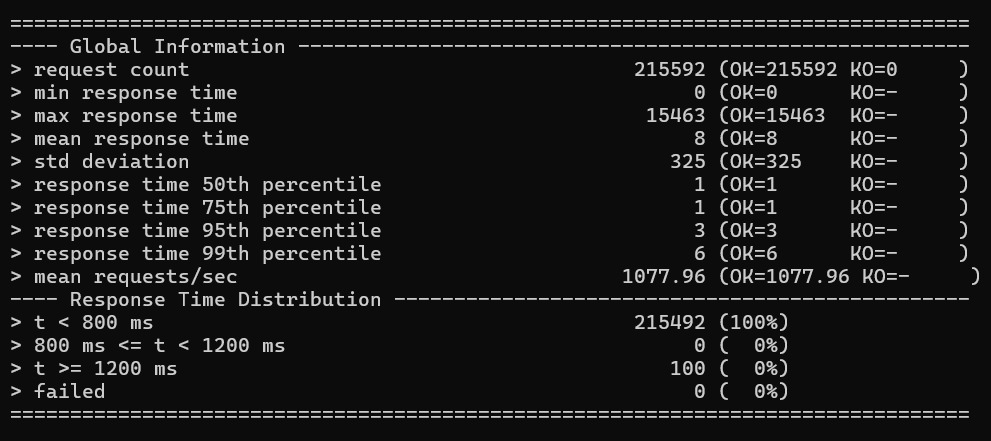 ================================================================================
---- Global Information --------------------------------------------------------
> request count                                     215592 (OK=215592 KO=0     )
> min response time                                      0 (OK=0      KO=-     )
> max response time                                  15463 (OK=15463  KO=-     )
> mean response time                                     8 (OK=8      KO=-     )
> std deviation                                        325 (OK=325    KO=-     )
> response time 50th percentile                          1 (OK=1      KO=-     )
> response time 75th percentile                          1 (OK=1      KO=-     )
> response time 95th percentile                          3 (OK=3      KO=-     )
> response time 99th percentile                          6 (OK=6      KO=-     )
> mean requests/sec                                1077.96 (OK=1077.96 KO=-     )
---- Response Time Distribution ------------------------------------------------
> t < 800 ms                                        215492 (100%)
> 800 ms <= t < 1200 ms                                  0 (  0%)
> t >= 1200 ms                                         100 (  0%)
> failed                                                 0 (  0%)
================================================================================